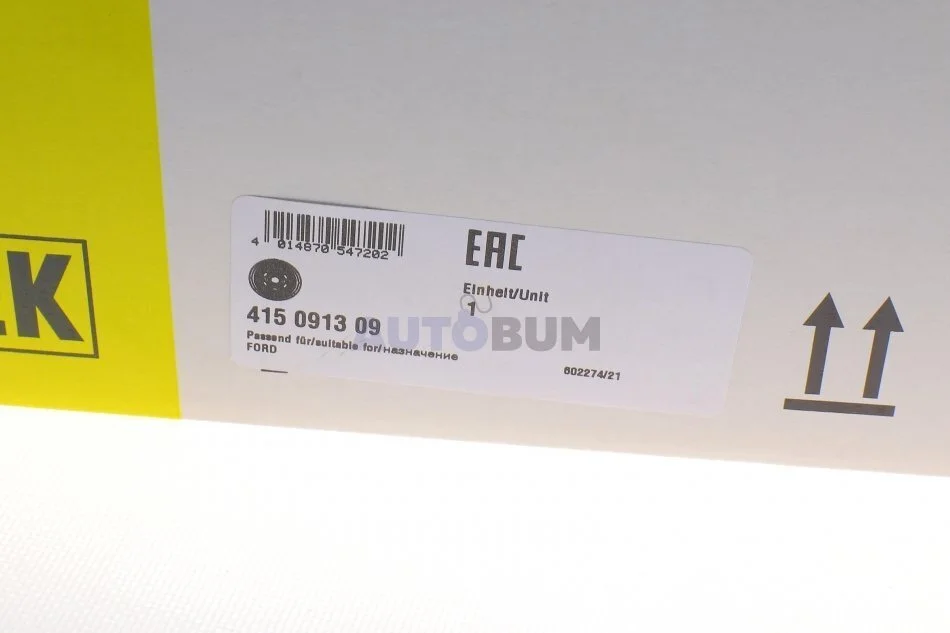 .K
4 014870 547202
EAC
Einheit/Unit
1
415 0913 09
AUTOBUM
Passend für/suitable for/назначение
FORD
602274/21